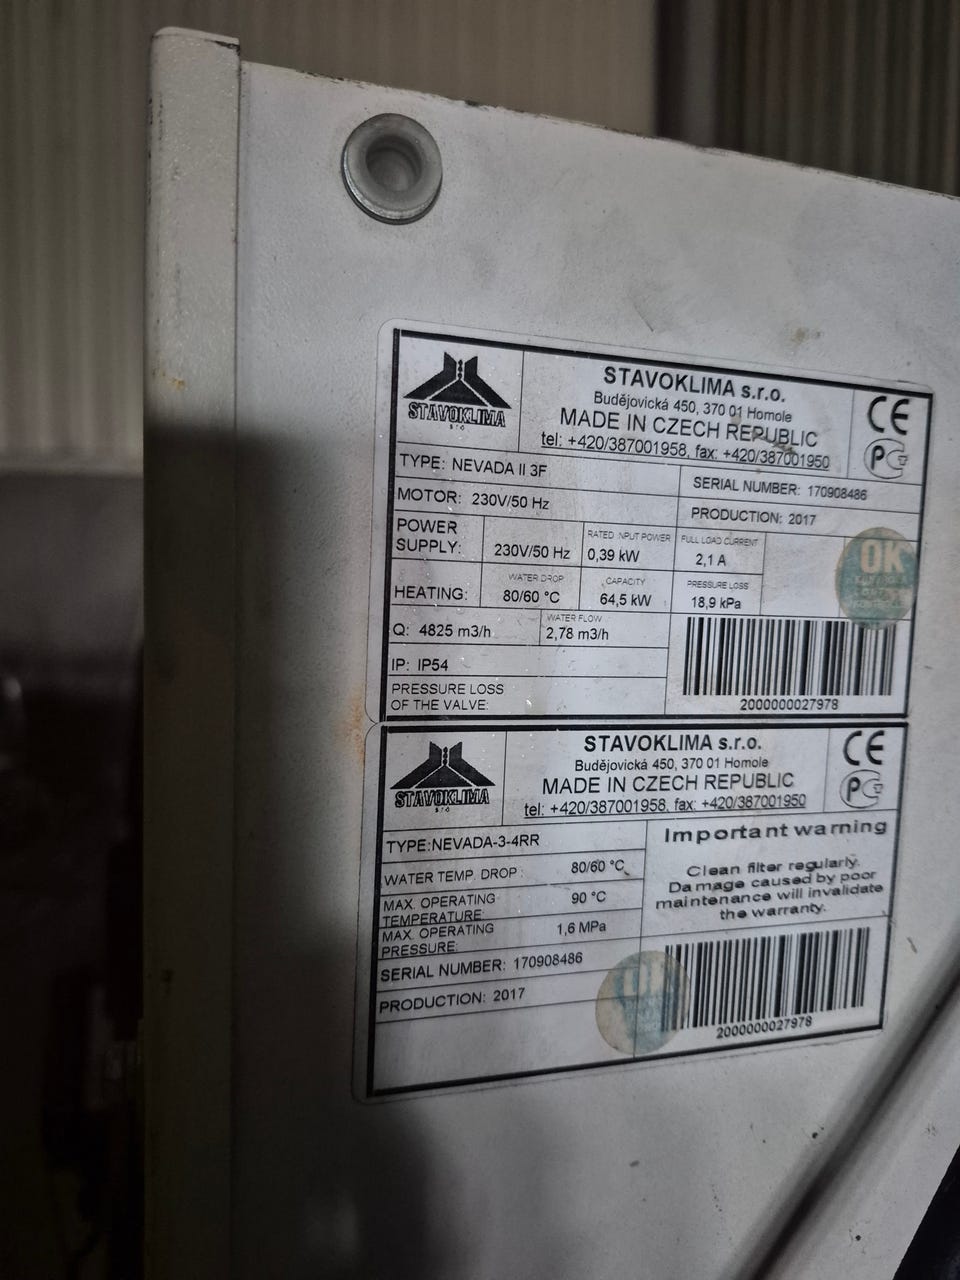 STAVOKLIMA
s r o
STAVOKLIMA s.r.o.
Budějovická 450, 370 01 Homole
MADE IN CZECH REPUBLIC
tel: +420/387001958, fax: +420/387001950
CE
TYPE: NEVADA II 3F
SERIAL NUMBER: 170908486
MOTOR: 230V/50 Hz
PRODUCTION: 2017
POWER SUPPLY:
230V/50 Hz
RATED INPUT POWER
0,39 kW
FULL LOAD CURRENT
2,1 A
OK
HEATING:
WATER DROP
80/60 °C
CAPACITY
64,5 kW
PRESSURE LOSS
18,9 kPa
Q: 4825 m3/h
WATER FLOW
2,78 m3/h
IP: IP54
PRESSURE LOSS
OF THE VALVE:
2000000027978
STAVOKLIMA
s r o
STAVOKLIMA s.r.o.
Budějovická 450, 370 01 Homole
MADE IN CZECH REPUBLIC
tel: +420/387001958, fax: +420/387001950
CE
TYPE:NEVADA-3-4RR
WATER TEMP. DROP : 80/60 °C
MAX. OPERATING
TEMPERATURE: 90 °C
MAX. OPERATING
PRESSURE: 1,6 MPa
SERIAL NUMBER: 170908486
PRODUCTION: 2017
Important warning
Clean filter regularly.
Damage caused by poor
maintenance will invalidate
the warranty.
2000000027978